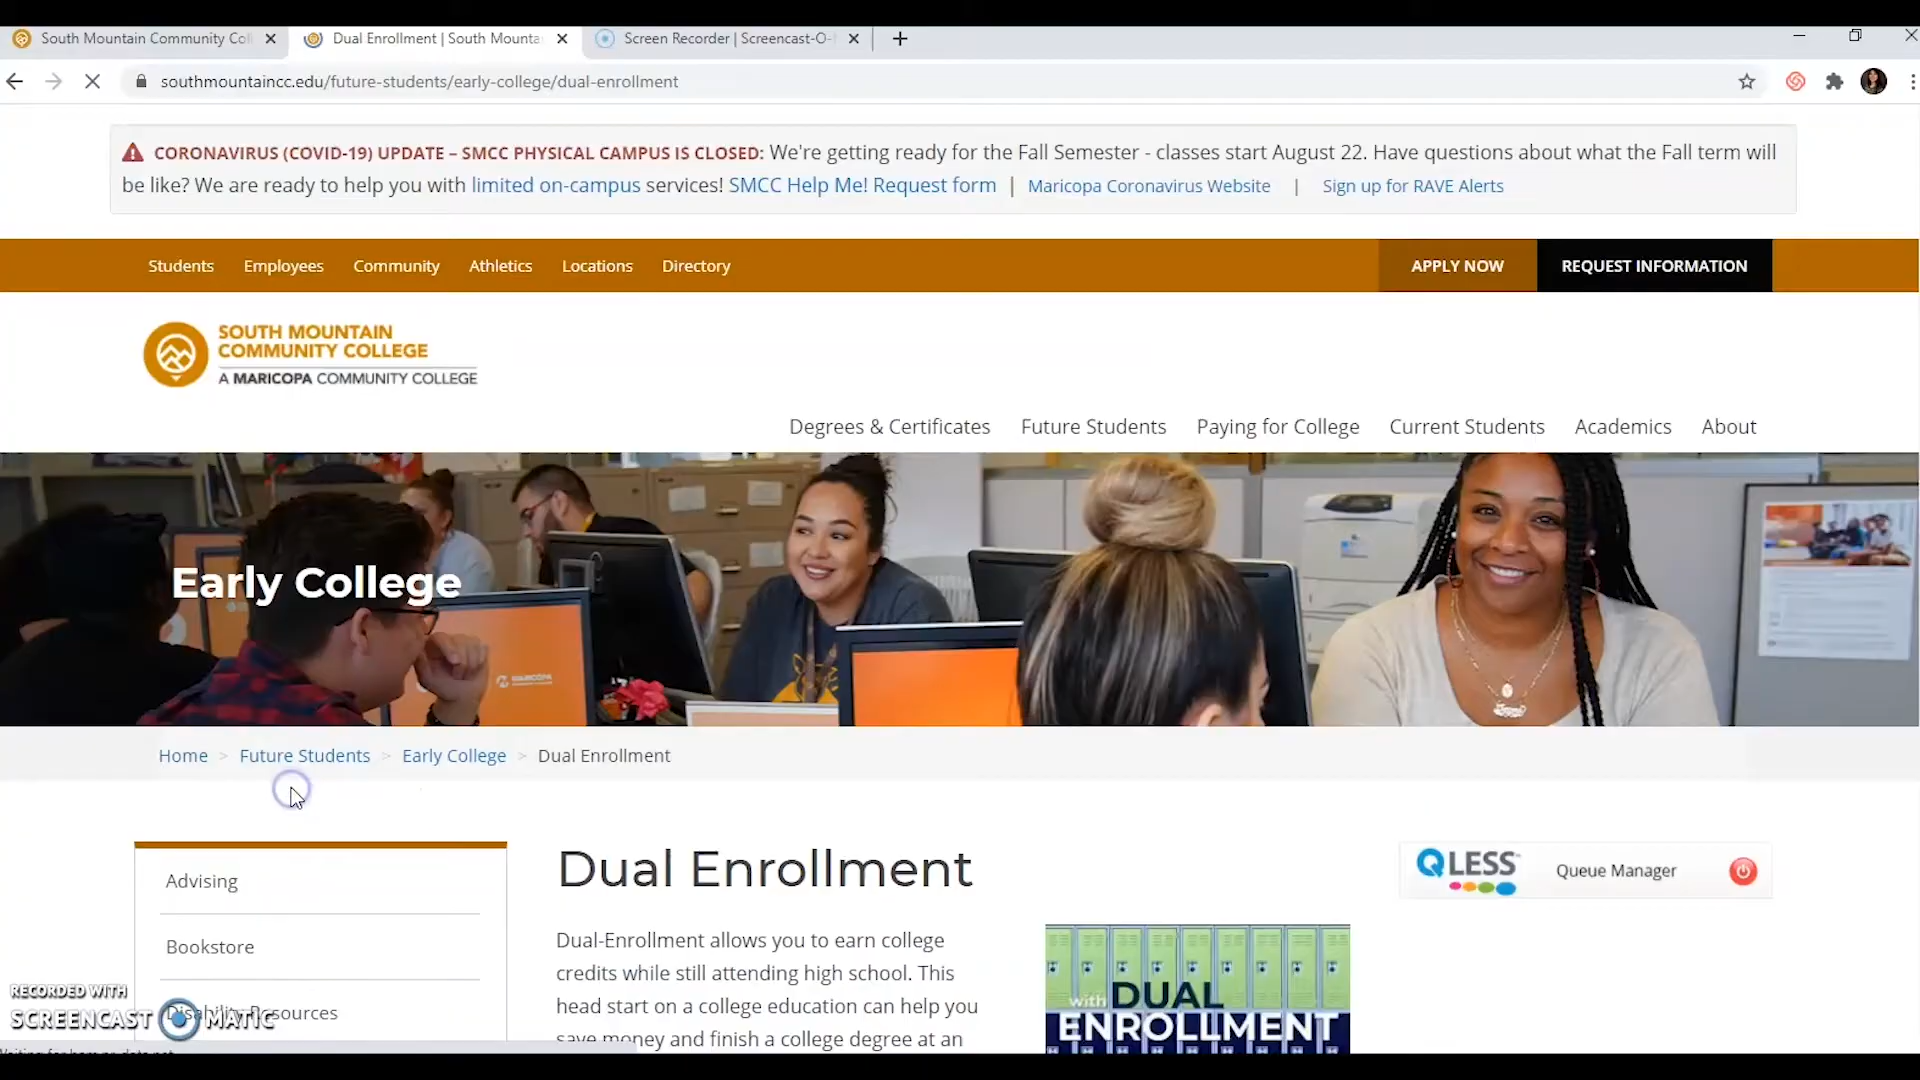 South Mountain Community Col
Dual Enrollment | South Mounta
Screen Recorder | Screencast-O-
southmountaincc.edu/future-students/early-college/dual-enrollment
CORONAVIRUS (COVID-19) UPDATE – SMCC PHYSICAL CAMPUS IS CLOSED: We're getting ready for the Fall Semester - classes start August 22. Have questions about what the Fall term will
be like? We are ready to help you with limited on-campus services! SMCC Help Me! Request form | Maricopa Coronavirus Website | Sign up for RAVE Alerts
Students Employees Community Athletics Locations Directory APPLY NOW REQUEST INFORMATION
SOUTH MOUNTAIN
COMMUNITY COLLEGE
A MARICOPA COMMUNITY COLLEGE
Degrees & Certificates Future Students Paying for College Current Students Academics About
Early College
MARICOPA
Home > Future Students > Early College > Dual Enrollment
Advising
Bookstore
Disability Resources
Dual Enrollment
Dual-Enrollment allows you to earn college
credits while still attending high school. This
head start on a college education can help you
save money and finish a college degree at an
with DUAL
ENROLLMENT
QLESS Queue Manager
RECORDED WITH
SCREENCAST MATIC